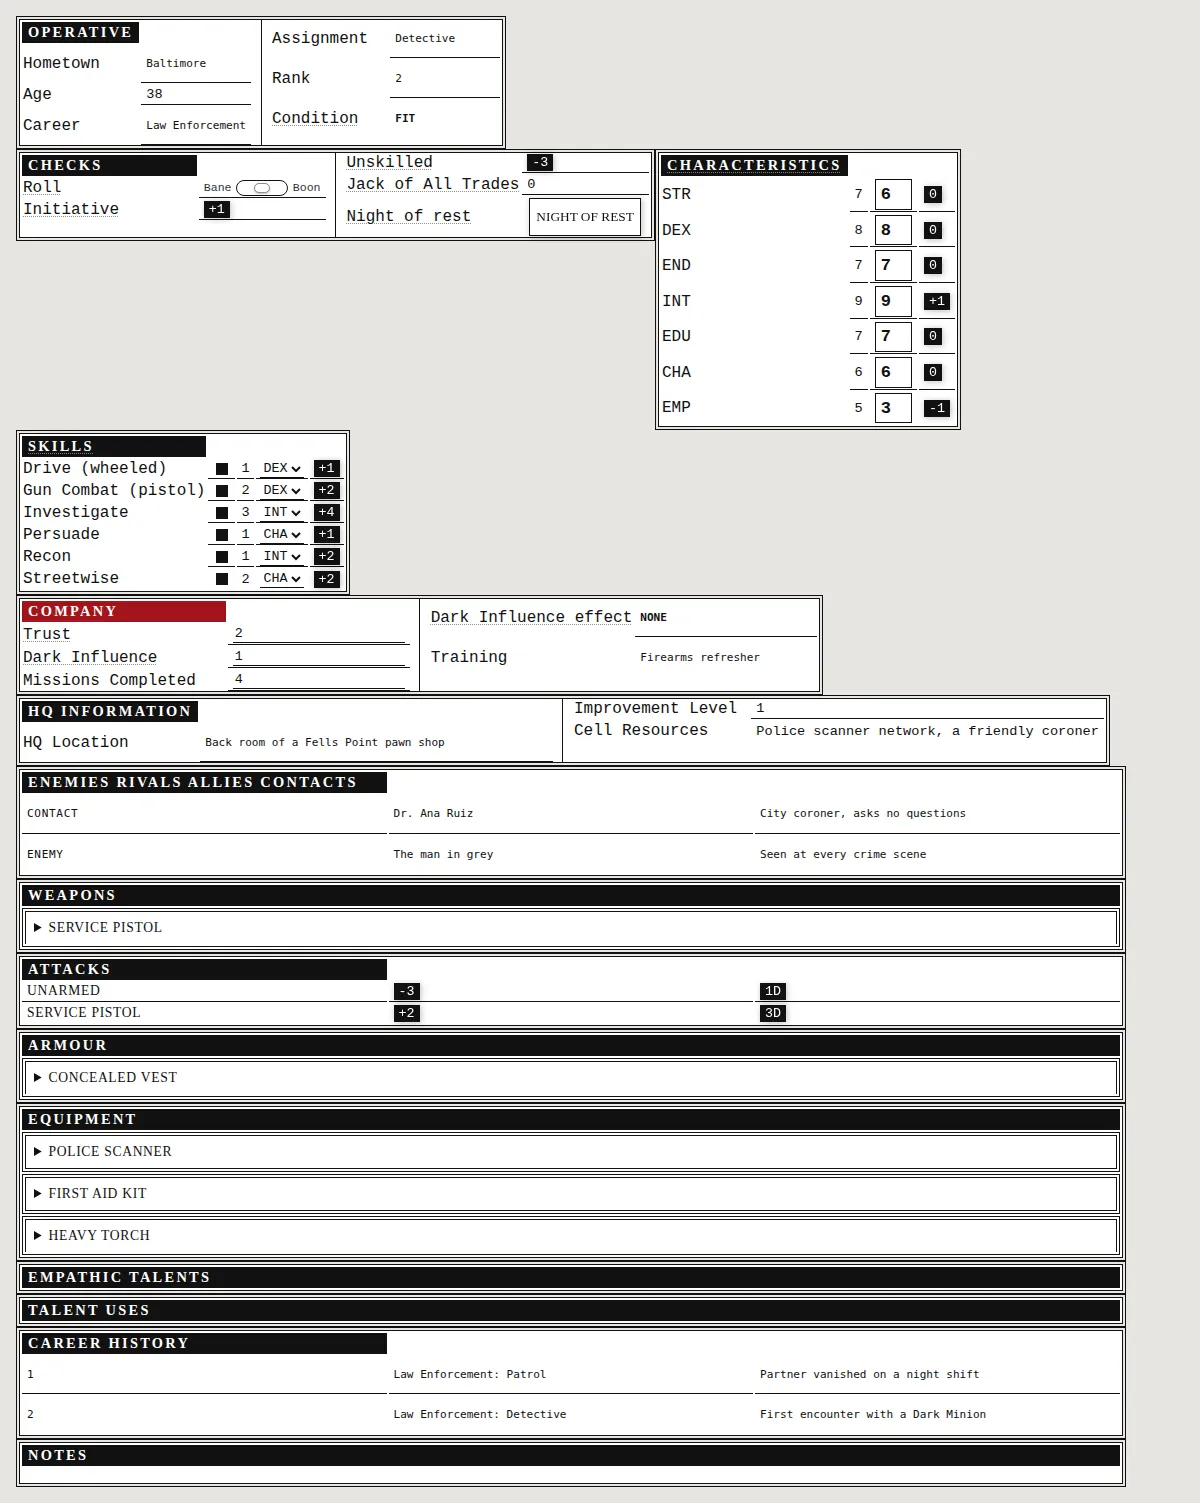 OPERATIVE
Hometown Baltimore
Age 38
Career Law Enforcement
Assignment Detective
Rank 2
Condition FIT
CHECKS
Roll Bane Boon
Initiative +1
Unskilled -3
Jack of All Trades 0
Night of rest NIGHT OF REST
CHARACTERISTICS
STR 7 6 0
DEX 8 8 0
END 7 7 0
INT 9 9 +1
EDU 7 7 0
CHA 6 6 0
EMP 5 3 -1
SKILLS
Drive (wheeled) 1 DEX +1
Gun Combat (pistol) 2 DEX +2
Investigate 3 INT +4
Persuade 1 CHA +1
Recon 1 INT +2
Streetwise 2 CHA +2
COMPANY
Trust 2
Dark Influence 1
Missions Completed 4
Dark Influence effect NONE
Training Firearms refresher
HQ INFORMATION
HQ Location Back room of a Fells Point pawn shop
Improvement Level 1
Cell Resources Police scanner network, a friendly coroner
ENEMIES RIVALS ALLIES CONTACTS
CONTACT Dr. Ana Ruiz City coroner, asks no questions
ENEMY The man in grey Seen at every crime scene
WEAPONS
SERVICE PISTOL
ATTACKS
UNARMED -3 1D
SERVICE PISTOL +2 3D
ARMOUR
CONCEALED VEST
EQUIPMENT
POLICE SCANNER
FIRST AID KIT
HEAVY TORCH
EMPATHIC TALENTS
TALENT USES
CAREER HISTORY
1 Law Enforcement: Patrol Partner vanished on a night shift
2 Law Enforcement: Detective First encounter with a Dark Minion
NOTES